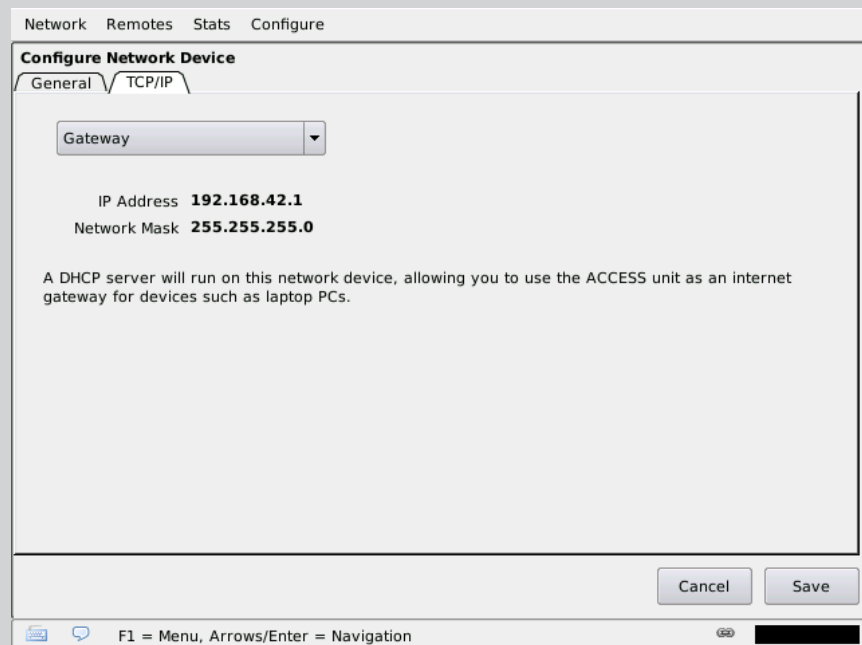 Network Remotes Stats Configure
Configure Network Device
General TCP/IP
Gateway
IP Address 192.168.42.1
Network Mask 255.255.255.0
A DHCP server will run on this network device, allowing you to use the ACCESS unit as an internet
gateway for devices such as laptop PCs.
Cancel Save
F1 = Menu, Arrows/Enter = Navigation